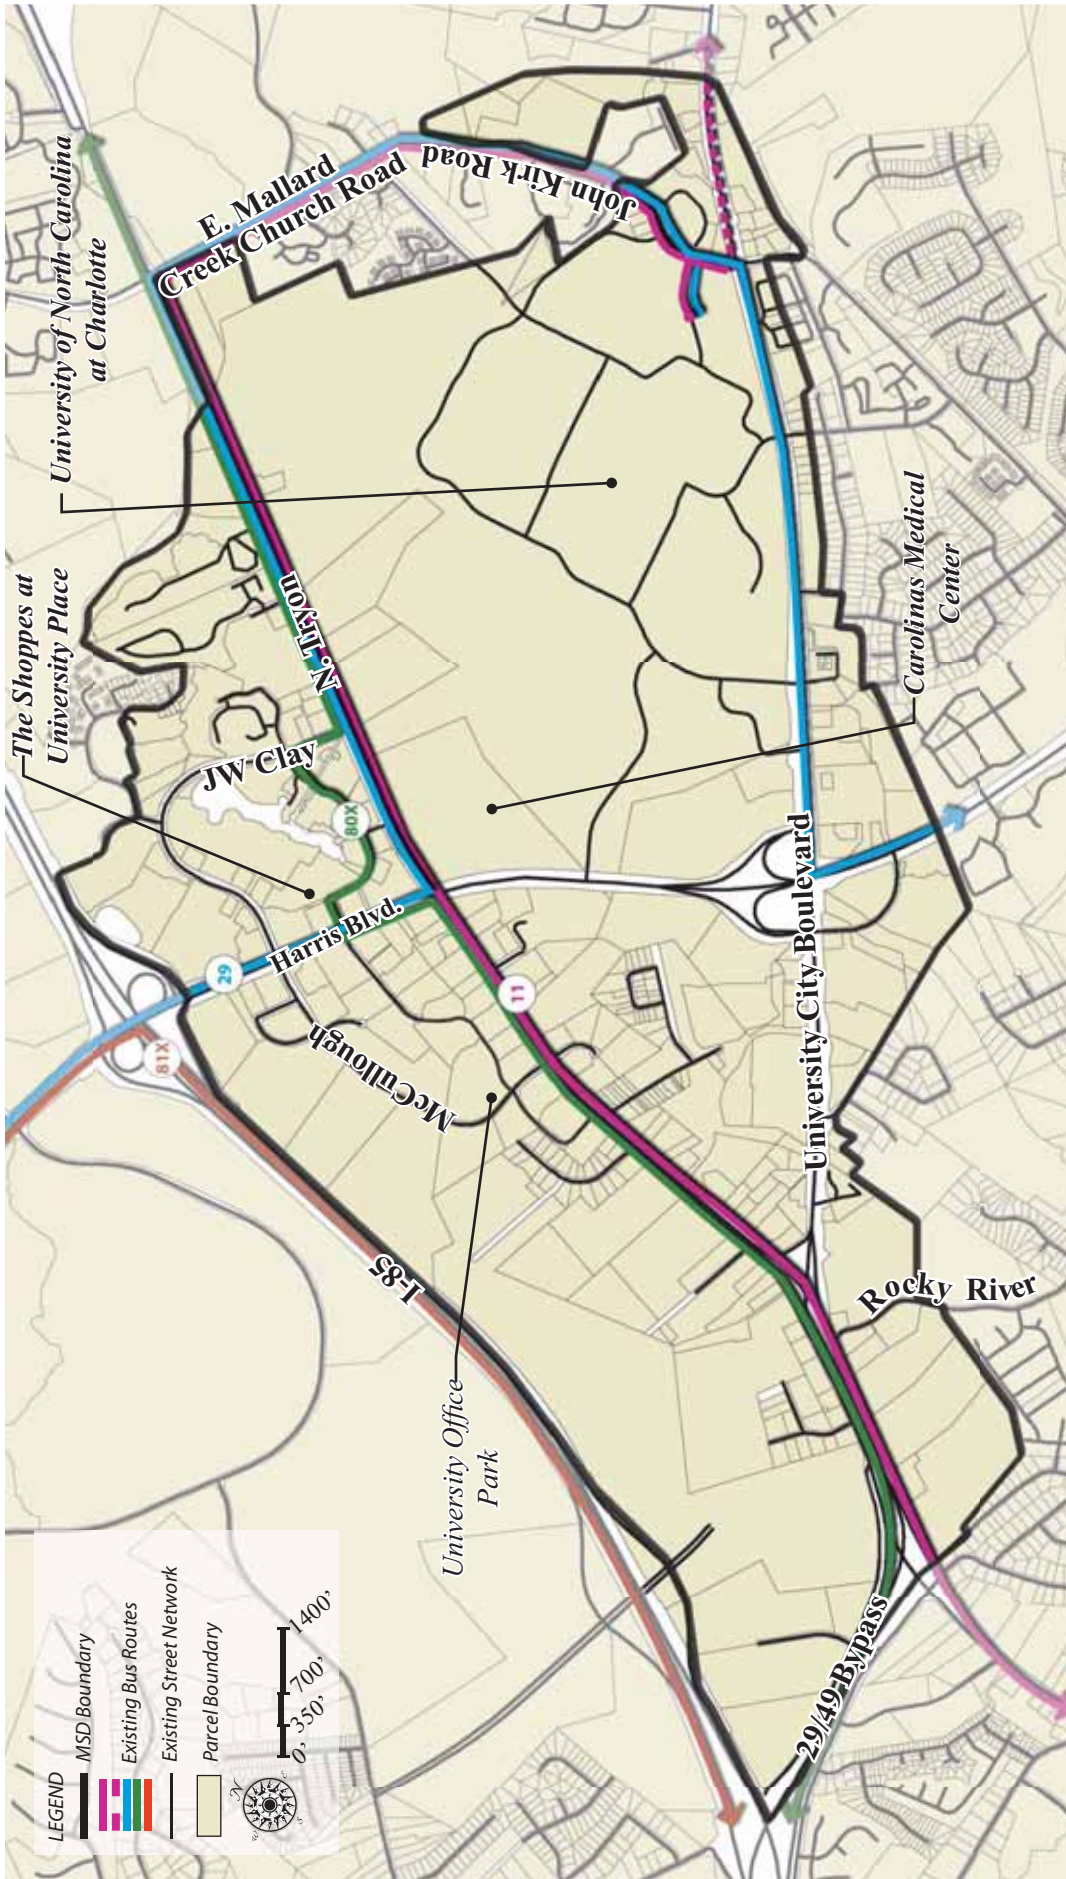 University of North Carolina
at Charlotte
E. Mallard
Creek Church Road
John Kirk Road
The Shoppes at
University Place
N. Tryon
JW Clay
80X
Carolinas Medical
Center
Harris Blvd.
29
11
81X
McCullough
University City Boulevard
I-85
Rocky River
University Office
Park
29/49 Bypass
LEGEND
MSD Boundary
Existing Bus Routes
Existing Street Network
Parcel Boundary
N
E
S
W
0' 350' 700' 1400'